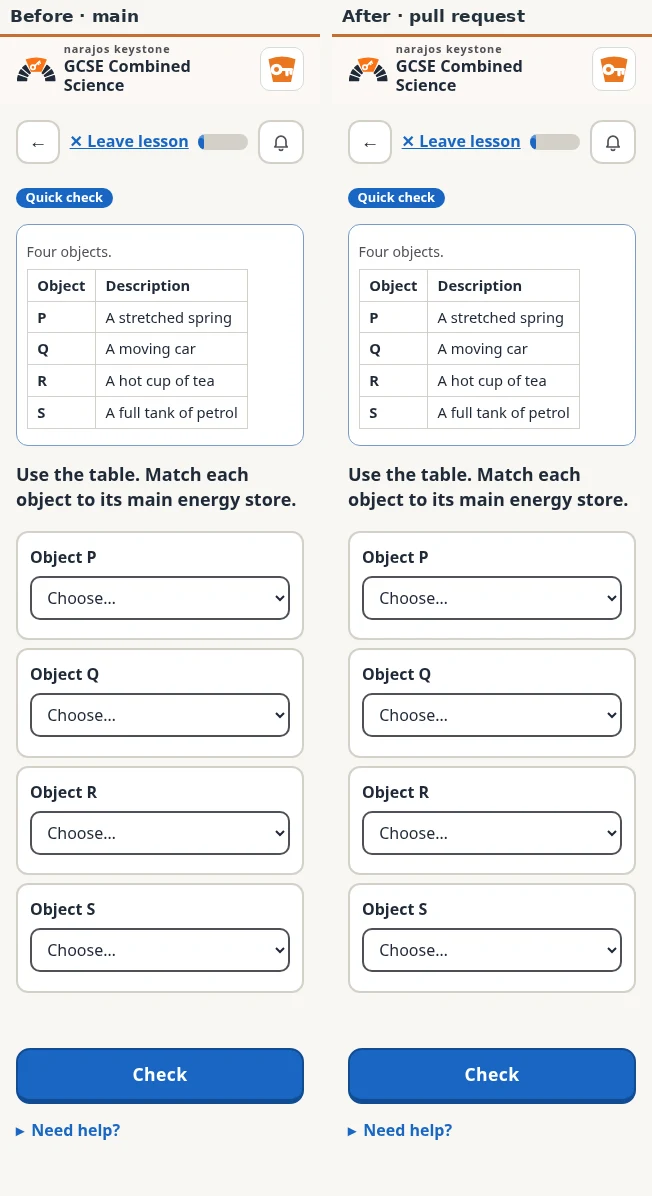 Before · main
narajos keystone
GCSE Combined
Science
←
✕ Leave lesson
Quick check
Four objects.
Object Description
P A stretched spring
Q A moving car
R A hot cup of tea
S A full tank of petrol
Use the table. Match each
object to its main energy store.
Object P
Choose...
Object Q
Choose...
Object R
Choose...
Object S
Choose...
Check
▸ Need help?
After · pull request
narajos keystone
GCSE Combined
Science
←
✕ Leave lesson
Quick check
Four objects.
Object Description
P A stretched spring
Q A moving car
R A hot cup of tea
S A full tank of petrol
Use the table. Match each
object to its main energy store.
Object P
Choose...
Object Q
Choose...
Object R
Choose...
Object S
Choose...
Check
▸ Need help?